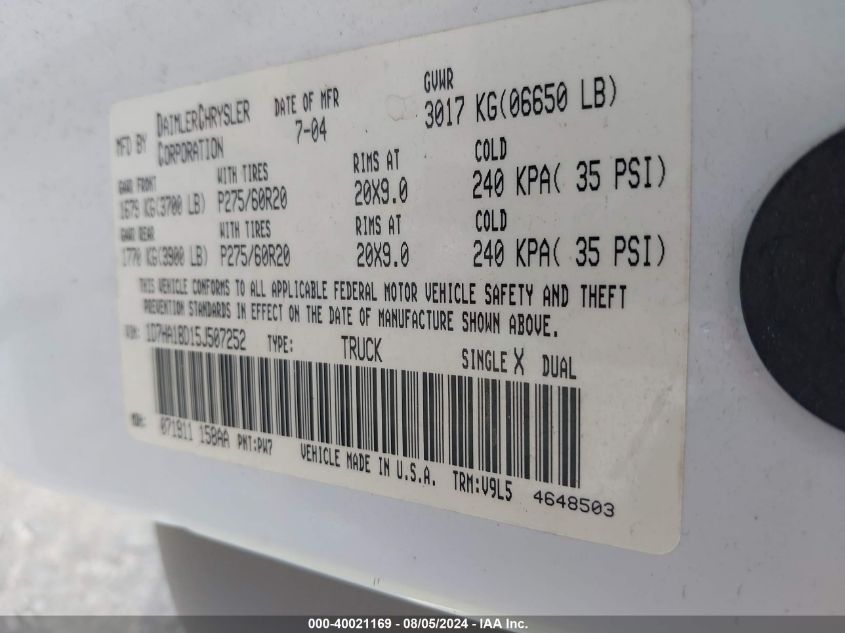 MFD BY DAIMLERCHRYSLER CORPORATION DATE OF MFR 7-04 GVWR 3017 KG(06650 LB)
GAWR FRONT WITH TIRES RIMS AT COLD
1679 KG(3700 LB) P275/60R20 20X9.0 240 KPA( 35 PSI)
GAWR REAR WITH TIRES RIMS AT COLD
1770 KG(3900 LB) P275/60R20 20X9.0 240 KPA( 35 PSI)
THIS VEHICLE CONFORMS TO ALL APPLICABLE FEDERAL MOTOR VEHICLE SAFETY AND THEFT
PREVENTION STANDARDS IN EFFECT ON THE DATE OF MANUFACTURE SHOWN ABOVE.
VIN: 1D7HA18D15J507252 TYPE: TRUCK SINGLE X DUAL
MDH: 071811 158AA PNT:PW7 VEHICLE MADE IN U.S.A. TRM:V9L5 4648503
000-40021169 - 08/05/2024 - IAA Inc.